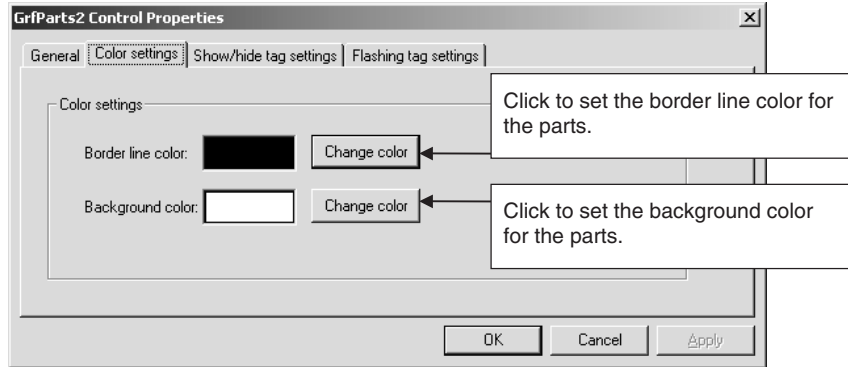 GrfParts2 Control Properties
General Color settings Show/hide tag settings Flashing tag settings
Color settings
Border line color: Change color
Click to set the border line color for
the parts.
Background color: Change color
Click to set the background color
for the parts.
OK Cancel Apply